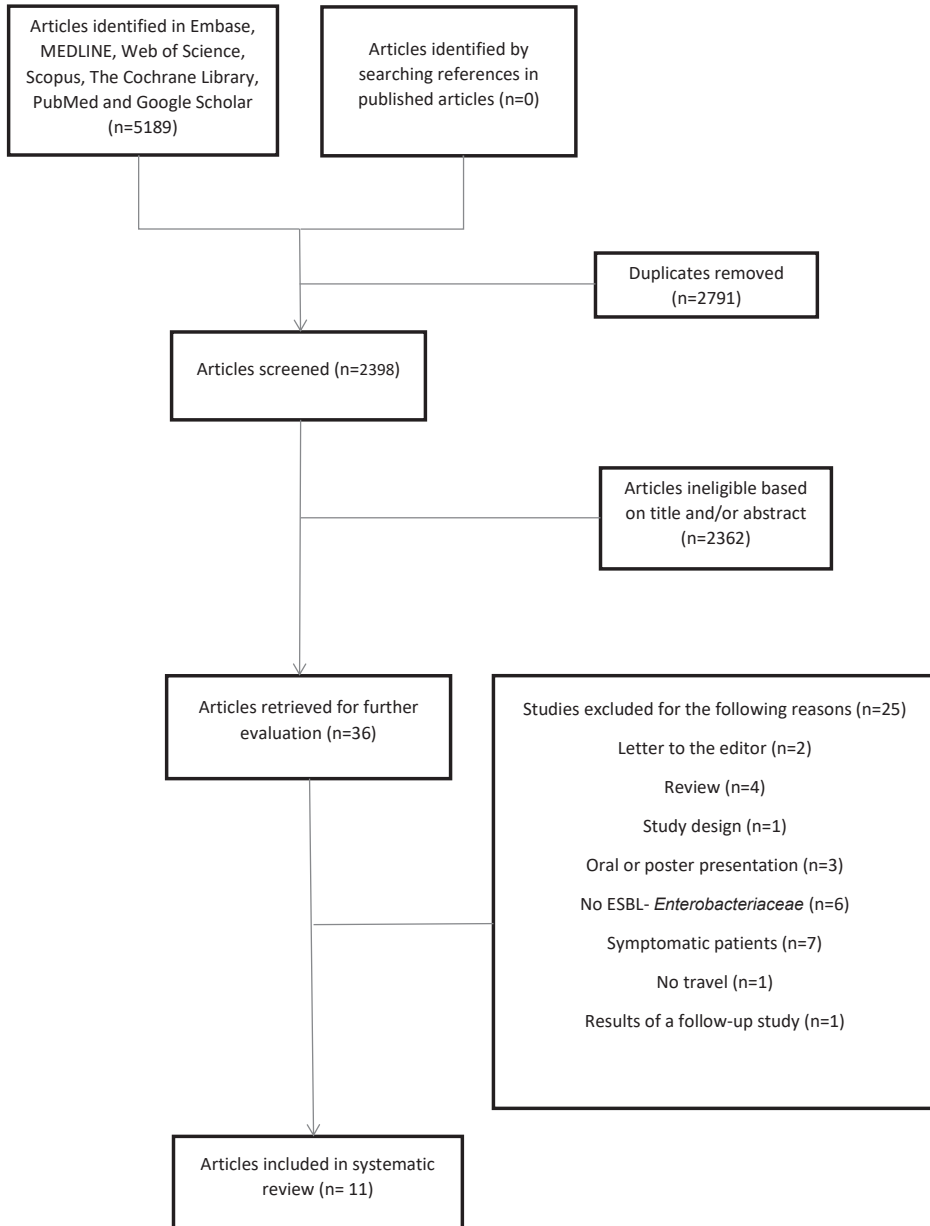 Articles identified in Embase,
MEDLINE, Web of Science,
Scopus, The Cochrane Library,
PubMed and Google Scholar
(n=5189)
Articles identified by
searching references in
published articles (n=0)
Duplicates removed
(n=2791)
Articles screened (n=2398)
Articles ineligible based
on title and/or abstract
(n=2362)
Articles retrieved for further
evaluation (n=36)
Studies excluded for the following reasons (n=25)
Letter to the editor (n=2)
Review (n=4)
Study design (n=1)
Oral or poster presentation (n=3)
No ESBL- Enterobacteriaceae (n=6)
Symptomatic patients (n=7)
No travel (n=1)
Results of a follow-up study (n=1)
Articles included in systematic
review (n= 11)